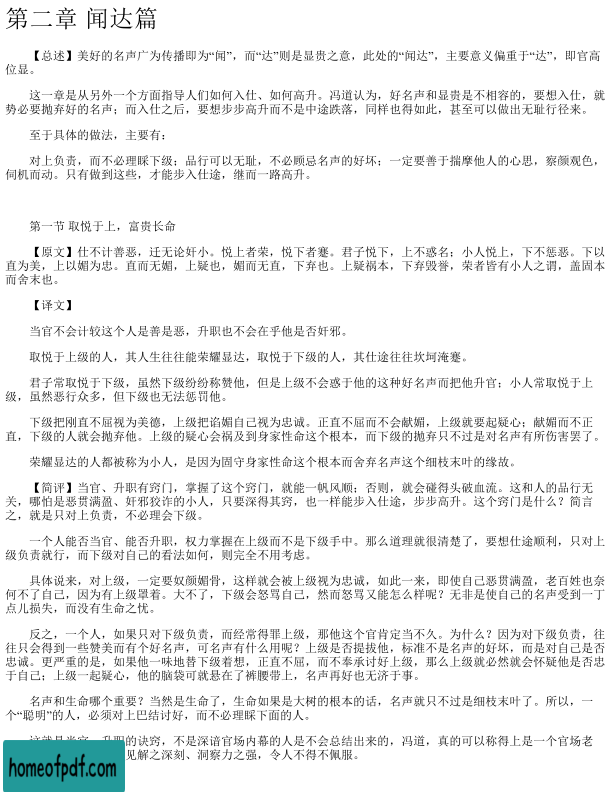 第二章 闻达篇
【总述】美好的名声广为传播即为“闻”，而“达”则是显贵之意，此处的“闻达”，主要意义偏重于“达”，即官高
位显。
这一章是从另外一个方面指导人们如何入仕、如何高升。冯道认为，好名声和显贵是不相容的，要想入仕，就
势必要抛弃好的名声；而入仕之后，要想步步高升而不是中途跌落，同样也得如此，甚至可以做出无耻行径来。
至于具体的做法，主要有：
对上负责，而不必理睬下级；品行可以无耻，不必顾忌名声的好坏；一定要善于揣摩他人的心思，察颜观色，
伺机而动。只有做到这些，才能步入仕途，继而一路高升。
第一节 取悦于上，富贵长命
【原文】仕不计善恶，迁无论奸小。悦上者荣，悦下者蹇。君子悦下，上不惑名；小人悦上，下不惩恶。下以
直为美，上以媚为忠。直而无媚，上疑也，媚而无直，下弃也。上疑祸本，下弃毁誉，荣者皆有小人之谓，盖固本
而舍末也。
【译文】
当官不会计较这个人是善是恶，升职也不会在乎他是否奸邪。
取悦于上级的人，其人生往往能荣耀显达，取悦于下级的人，其仕途往往坎坷淹蹇。
君子常取悦于下级，虽然下级纷纷称赞他，但是上级不会惑于他的这种好名声而把他升官；小人常取悦于上
级，虽然恶行众多，但下级也无法惩罚他。
下级把刚直不屈视为美德，上级把谄媚自己视为忠诚。正直不屈而不会献媚，上级就要起疑心；献媚而不正
直，下级的人就会抛弃他。上级的疑心会祸及到身家性命这个根本，而下级的抛弃只不过是对名声有所伤害罢了。
荣耀显达的人都被称为小人，是因为固守身家性命这个根本而舍弃名声这个细枝末叶的缘故。
【简评】当官、升职有窍门，掌握了这个窍门，就能一帆风顺；否则，就会碰得头破血流。这和人的品行无
关，哪怕是恶贯满盈、奸邪狡诈的小人，只要深得其窍，也一样能步入仕途，步步高升。这个窍门是什么？简言
之，就是只对上负责，不必理会下级。
一个人能否当官、能否升职，权力掌握在上级而不是下级手中。那么道理就很清楚了，要想仕途顺利，只对上
级负责就行，而下级对自己的看法如何，则完全不用考虑。
具体说来，对上级，一定要奴颜媚骨，这样就会被上级视为忠诚，如此一来，即使自己恶贯满盈，老百姓也奈
何不了自己，因为有上级罩着。大不了，下级会怒骂自己，然而怒骂又能怎么样呢？无非是使自己的名声受到一丁
点儿损失，而没有生命之忧。
反之，一个人，如果只对下级负责，而经常得罪上级，那他这个官肯定当不久。为什么？因为对下级负责，往
往只会得到一些赞美而有个好名声，可名声有什么用呢？上级是否提拔他，标准不是名声的好坏，而是对自己是否
忠诚。更严重的是，如果他一味地替下级着想，正直不屈，而不奉承讨好上级，那么上级就必然就会怀疑他是否忠
于自己；上级一起疑心，他的脑袋可就悬在了裤腰带上，名声再好也无济于事。
名声和生命哪个重要？当然是生命了，生命如果是大树的根本的话，名声就只不过是细枝末叶了。所以，一
个“聪明”的人，必须对上巴结讨好，而不必理睬下面的人。
这就是当官、升职的诀窍，不是深谙官场内幕的人是不会总结出来的，冯道，真的可以称得上是一个官场老
见解之深刻、洞察力之强，令人不得不佩服。
homeofpdf.com